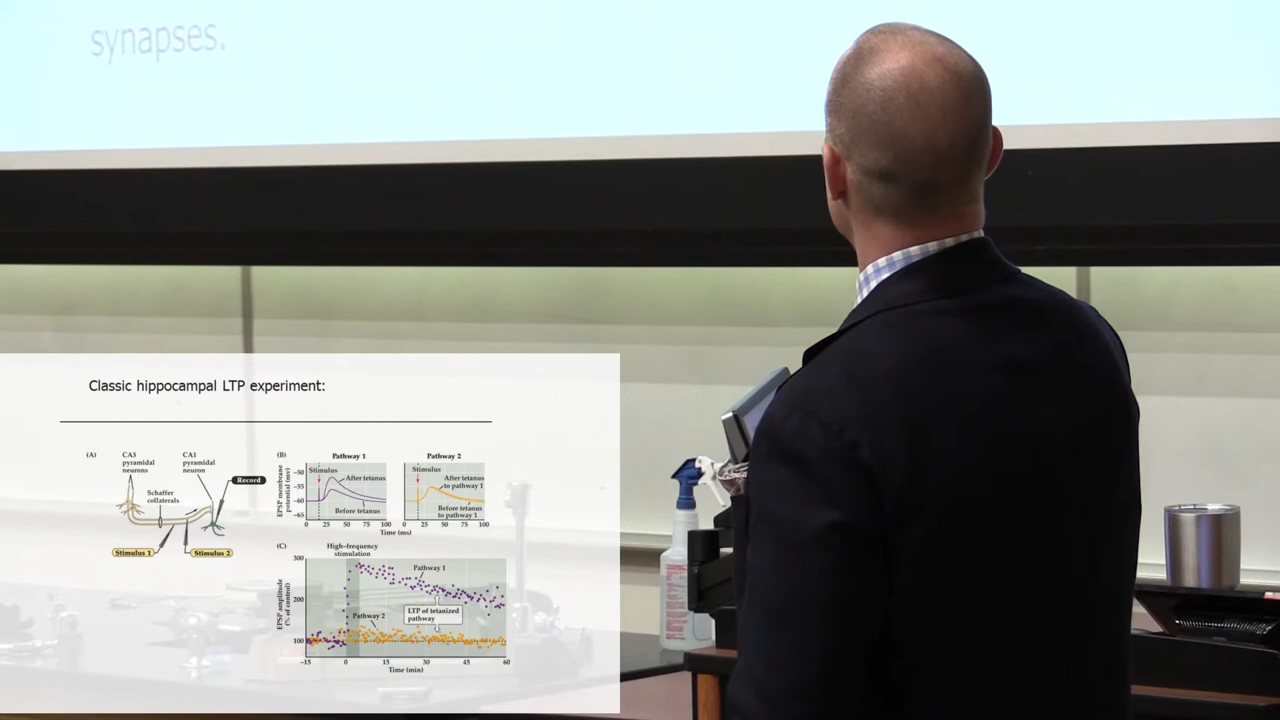 synapses.
Classic hippocampal LTP experiment:
(A)
CA3
pyramidal
neurons
CA1
pyramidal
neuron
Record
Schaffer
collaterals
Stimulus 1
Stimulus 2
(B)
Pathway 1
Pathway 2
EPSP membrane
potential (mv)
−50
−55
−60
−65
Stimulus
After tetanus
Before tetanus
Stimulus
After tetanus
to pathway 1
Before tetanus
to pathway 1
0 25 50 75 100
0 25 50 75 100
Time (ms)
(C)
High–frequency
stimulation
EPSP amplitude
(% of control)
300
200
100
Pathway 1
LTP of tetanized
pathway
Pathway 2
−15 0 15 30 45 60
Time (min)